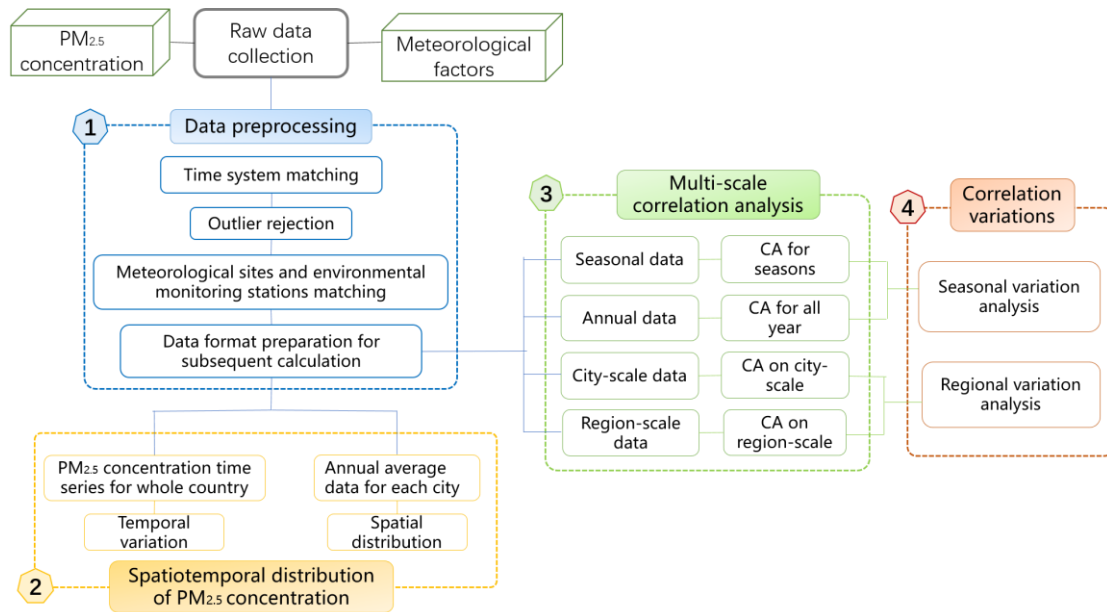 PM₂.₅
concentration
Raw data
collection
Meteorological
factors
1
Data preprocessing
Time system matching
Outlier rejection
Meteorological sites and environmental
monitoring stations matching
Data format preparation for
subsequent calculation
2
Spatiotemporal distribution
of PM₂.₅ concentration
PM₂.₅ concentration time
series for whole country
Temporal
variation
Annual average
data for each city
Spatial
distribution
3
Multi-scale
correlation analysis
Seasonal data
CA for
seasons
Annual data
CA for all
year
City-scale data
CA on city-
scale
Region-scale
data
CA on
region-scale
4
Correlation
variations
Seasonal variation
analysis
Regional variation
analysis